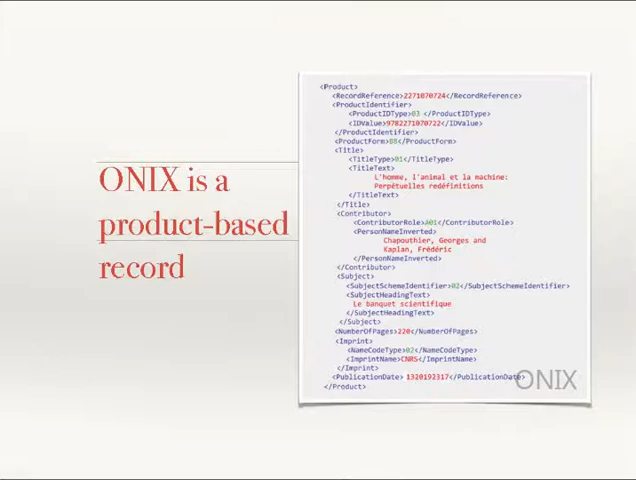 ONIX is a
product-based
record
<Product>
<RecordReference>2271070724</RecordReference>
<ProductIdentifier>
<ProductIDType>03 </ProductIDType>
<IDValue>9782271070722</IDValue>
</ProductIdentifier>
<ProductForm>BB</ProductForm>
<Title>
<TitleType>01</TitleType>
<TitleText>
L'homme, l'animal et la machine:
Perpétuelles redéfinitions
</TitleText>
</Title>
<Contributor>
<ContributorRole>A01</ContributorRole>
<PersonNameInverted>
Chapouthier, Georges and
Kaplan, Frédéric
</PersonNameInverted>
</Contributor>
<Subject>
<SubjectSchemeIdentifier>02</SubjectSchemeIdentifier>
<SubjectHeadingText>
Le banquet scientifique
</SubjectHeadingText>
</Subject>
<NumberOfPages>220</NumberOfPages>
<Imprint>
<NameCodeType>02</NameCodeType>
<ImprintName>CNRS</ImprintName>
</Imprint>
<PublicationDate> 1320192317</PublicationDate>
</Product>
ONIX